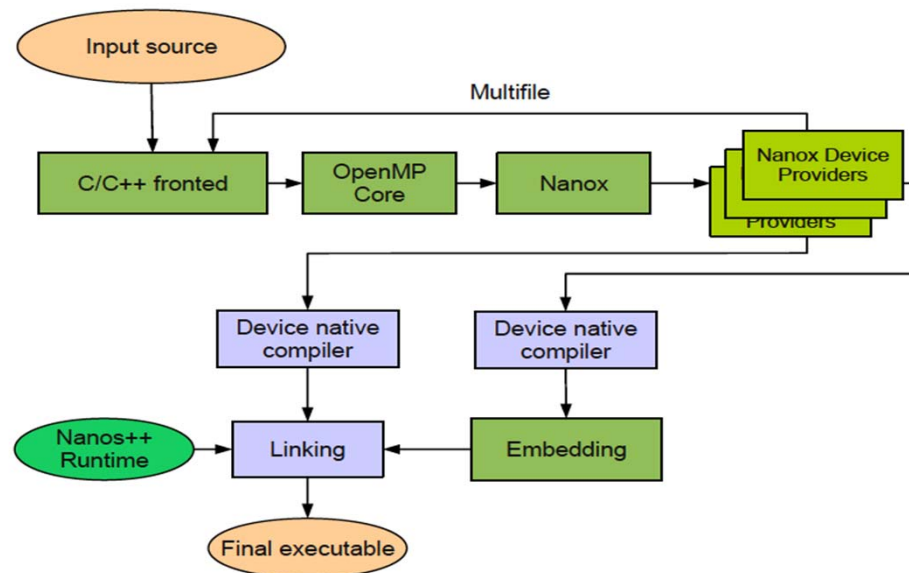 Input source
Multifile
C/C++ fronted
OpenMP
Core
Nanox
Nanox Device
Providers
Providers
Device native
compiler
Device native
compiler
Nanos++
Runtime
Linking
Embedding
Final executable